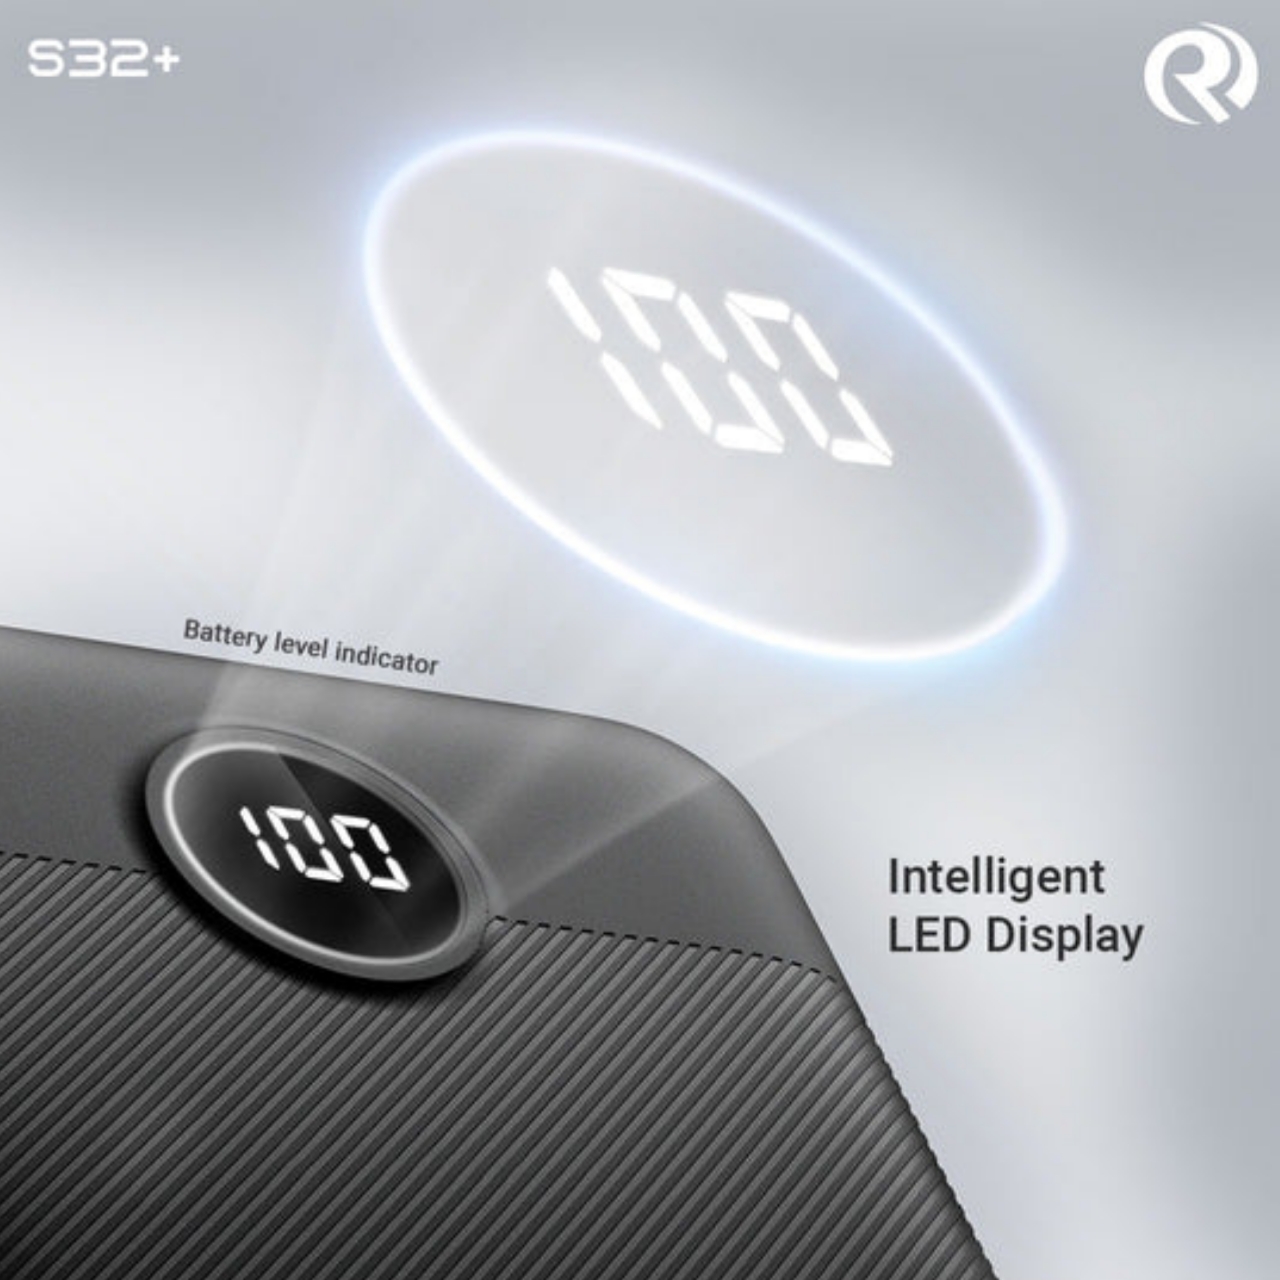 S32+
100
Battery level indicator
100
Intelligent
LED Display